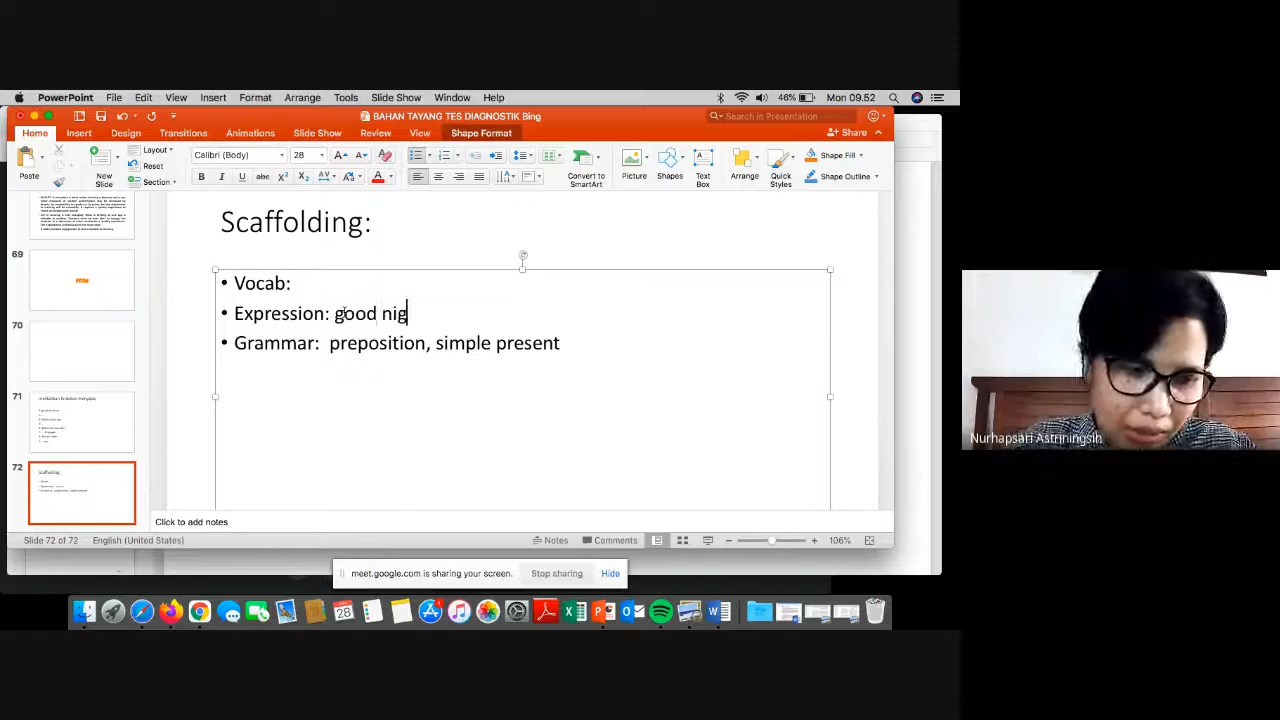 PowerPoint File Edit View Insert Format Arrange Tools Slide Show Window Help 46% Mon 09.52
BAHAN TAYANG TES DIAGNOSTIK Bing
Search in Presentation
Home Insert Design Transitions Animations Slide Show Review View Shape Format Share
Paste
New Slide
Layout
Reset
Section
Calibri (Body) 28
Convert to SmartArt
Picture
Shapes
Text Box
Arrange
Quick Styles
Shape Fill
Shape Outline
69
70
71
72
Scaffolding:
• Vocab:
• Expression: good nig
• Grammar:  preposition, simple present
Click to add notes
Slide 72 of 72 English (United States) Notes Comments 106%
meet.google.com is sharing your screen. Stop sharing Hide
Nurhapsari Astriningsih
28